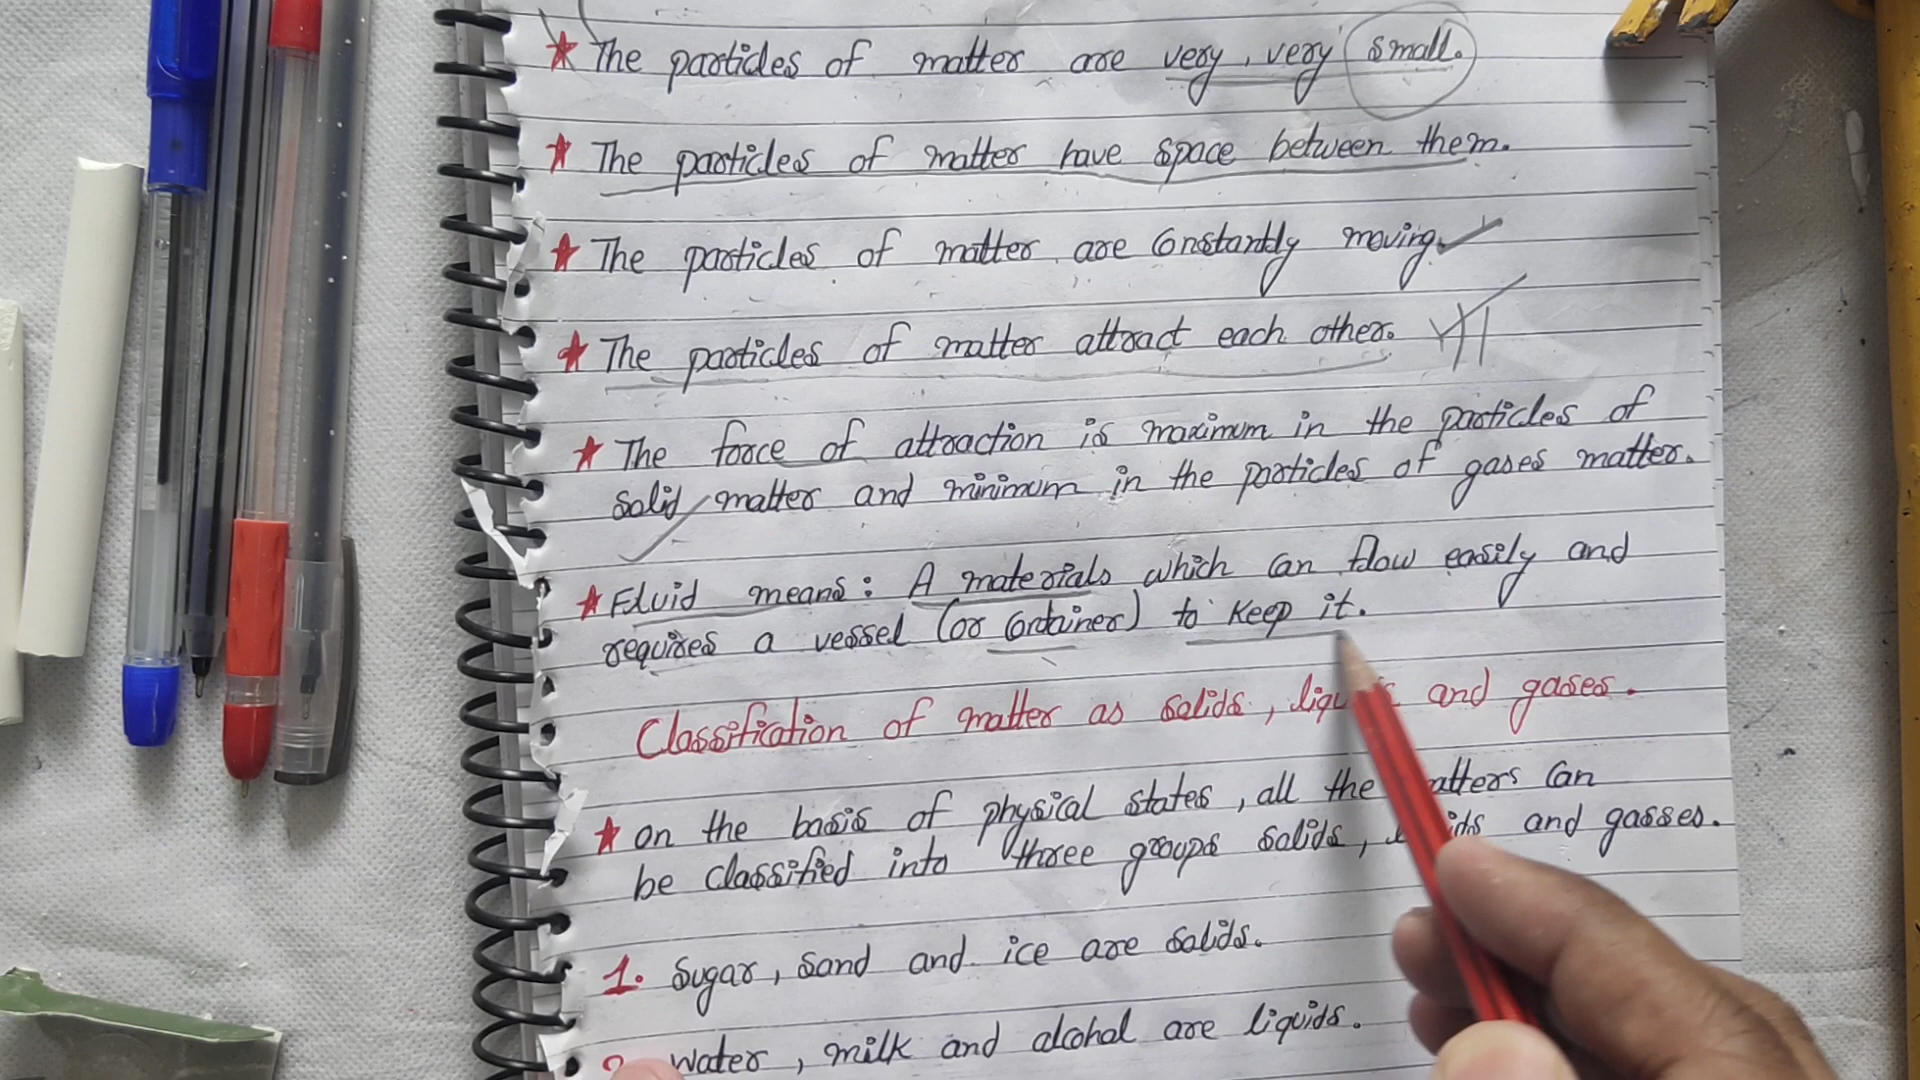 The particles of matter are very, very small.
The particles of matter have space between them.
The particles of matter are constantly moving.
The particles of matter attract each other.
The force of attraction is maximum in the particles of
solid matter and minimum in the particles of gases matter.
Fluid means: A materials which can flow easily and
requires a vessel (or container) to keep it.
Classification of matter as solids, and gases.
on the basis of physical states, all the can
be classified into three groups solids, and gasses.
1. Sugar, sand and ice are solids.
Water, milk and alcohal are liquids.